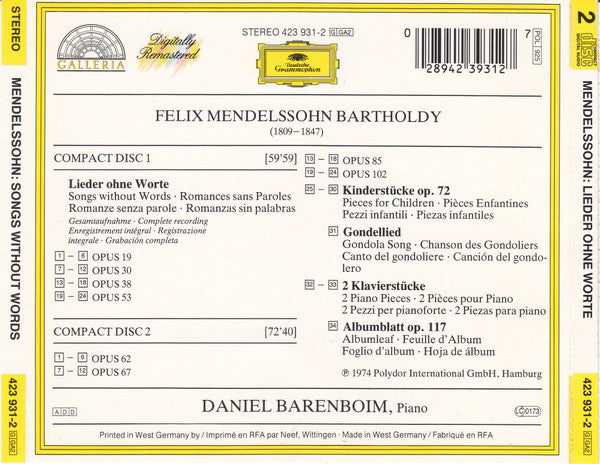 STEREO
MENDELSSOHN: SONGS WITHOUT WORDS
423 931-2 GGA2
GALLERIA
Digitally
Remastered
STEREO 423 931-2 GGA2
Deutsche
Grammophon
0 28942 39312 7
POL 925
FELIX MENDELSSOHN BARTHOLDY
(1809–1847)
COMPACT DISC 1 [59'59]
Lieder ohne Worte
Songs without Words · Romances sans Paroles
Romanze senza parole · Romanzas sin palabras
Gesamtaufnahme · Complete recording
Enregistrement intégral · Registrazione
integrale · Grabación completa
1 – 6 OPUS 19
7 – 12 OPUS 30
13 – 18 OPUS 38
19 – 24 OPUS 53
COMPACT DISC 2 [72'40]
1 – 6 OPUS 62
7 – 12 OPUS 67
13 – 18 OPUS 85
19 – 24 OPUS 102
25 – 30 Kinderstücke op. 72
Pieces for Children · Pièces Enfantines
Pezzi infantili · Piezas infantiles
31 Gondellied
Gondola Song · Chanson des Gondoliers
Canto del gondoliere · Canción del gondo-
lero
32 – 33 2 Klavierstücke
2 Piano Pieces · 2 Pièces pour Piano
2 Pezzi per pianoforte · 2 Piezas para piano
34 Albumblatt op. 117
Albumleaf · Feuille d'Album
Foglio d'album · Hoja de álbum
℗ 1974 Polydor International GmbH, Hamburg
ADD
DANIEL BARENBOIM, Piano
LC 0173
Printed in West Germany by / Imprimé en RFA par Neef, Wittingen · Made in West Germany / Fabriqué en RFA
2
COMPACT
disc
DIGITAL AUDIO
MENDELSSOHN: LIEDER OHNE WORTE
423 931-2 GGA2